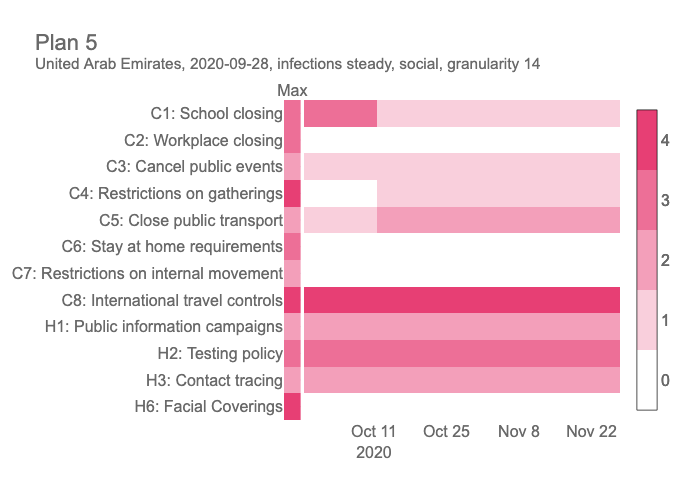 Plan 5
United Arab Emirates, 2020-09-28, infections steady, social, granularity 14
Max
C1: School closing
C2: Workplace closing
C3: Cancel public events
C4: Restrictions on gatherings
C5: Close public transport
C6: Stay at home requirements
C7: Restrictions on internal movement
C8: International travel controls
H1: Public information campaigns
H2: Testing policy
H3: Contact tracing
H6: Facial Coverings
Oct 11 Oct 25 Nov 8 Nov 22
2020
4
3
2
1
0